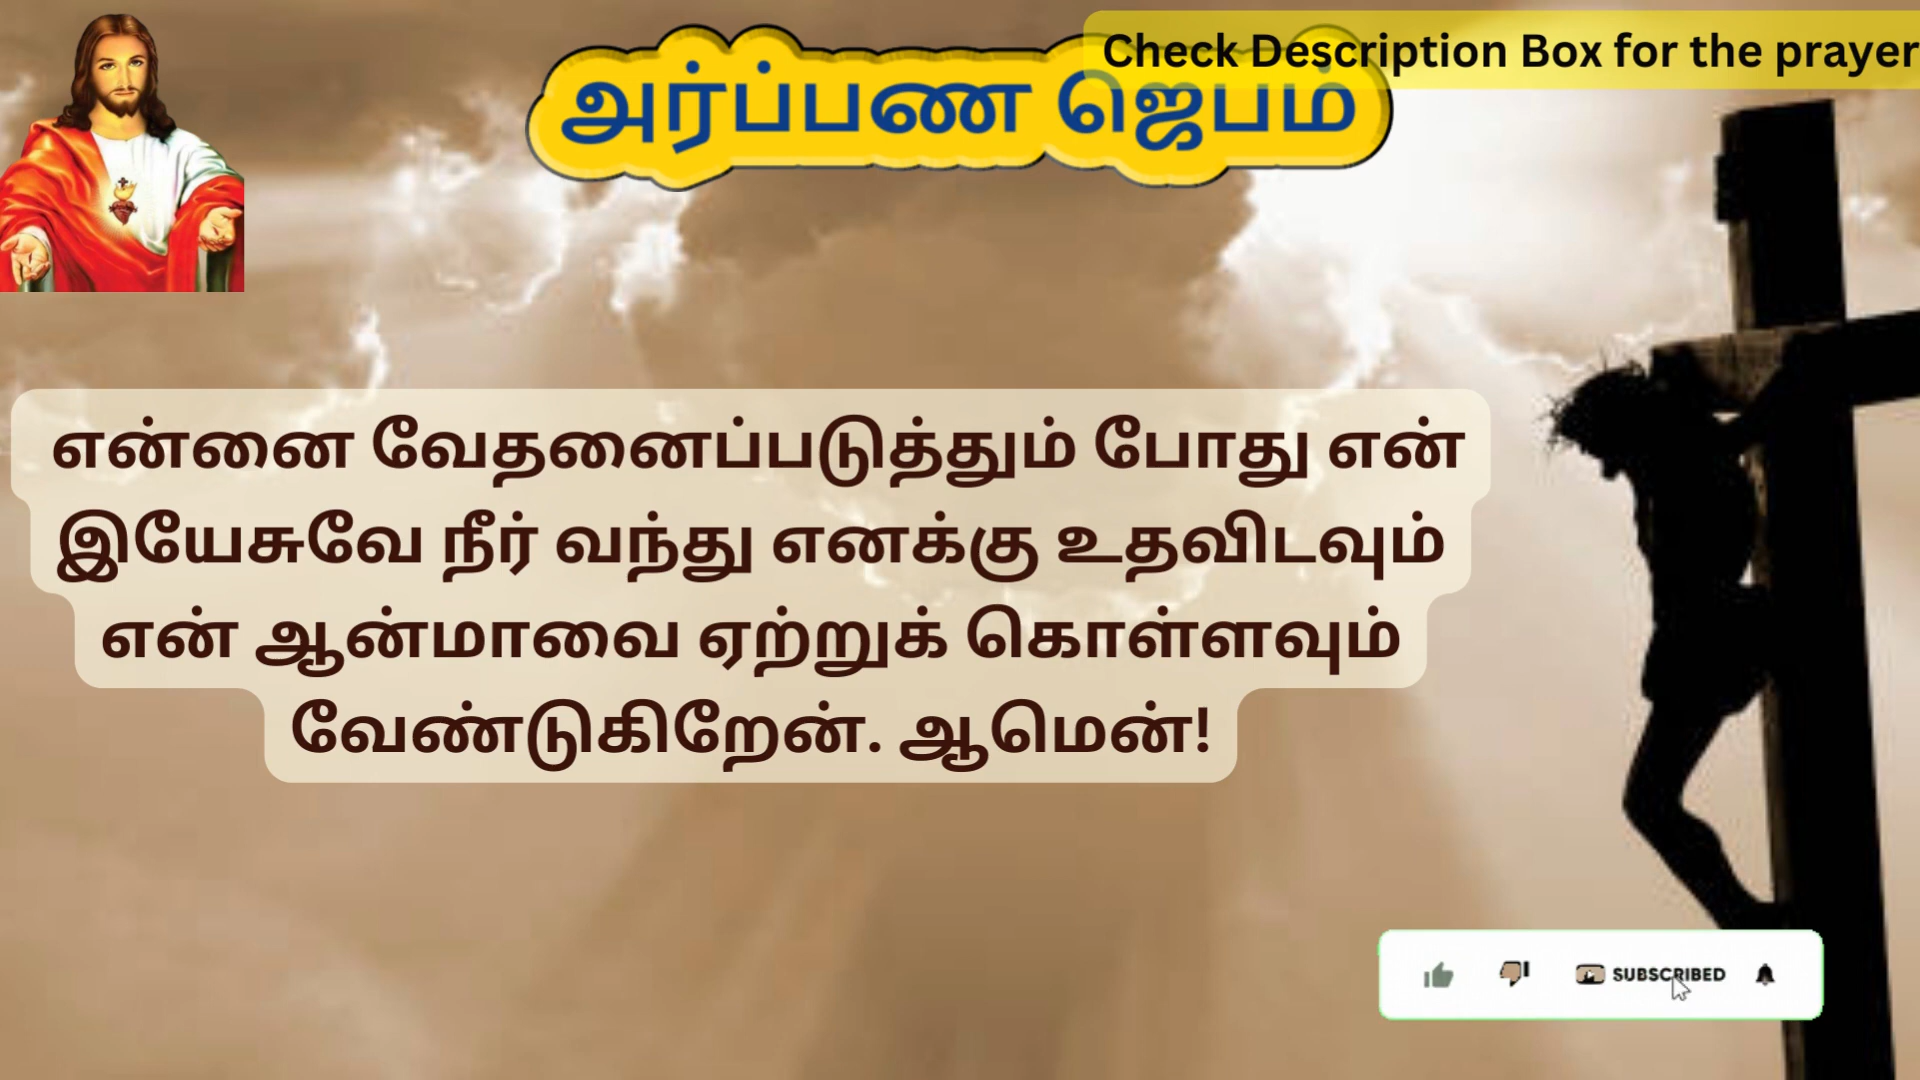 Check Description Box for the prayer
அர்ப்பண ஜெபம்
என்னை வேதனைப்படுத்தும் போது என்
இயேசுவே நீர் வந்து எனக்கு உதவிடவும்
என் ஆன்மாவை ஏற்றுக் கொள்ளவும்
வேண்டுகிறேன். ஆமென்!
SUBSCRIBED